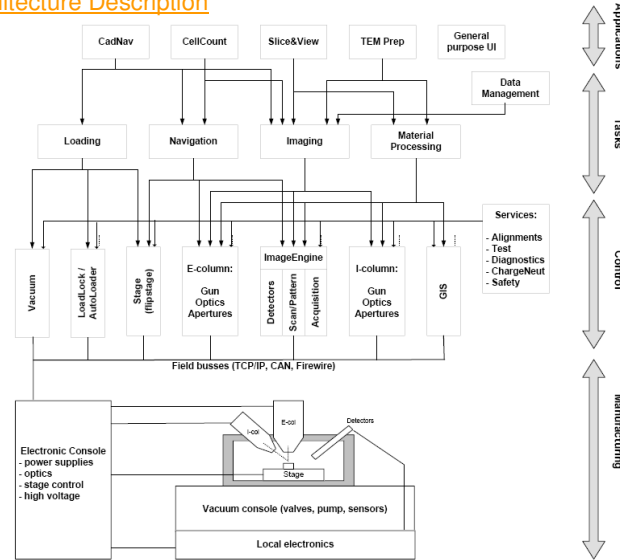 itecture Description
CadNav
CellCount
Slice&View
TEM Prep
General
purpose UI
Applications
Data
Management
Tasks
Loading
Navigation
Imaging
Material
Processing
Services:
- Alignments
- Test
- Diagnostics
- ChargeNeut
- Safety
Control
Vacuum
LoadLock /
AutoLoader
Stage
(flipstage)
E-column:
Gun
Optics
Apertures
ImageEngine
Detectors
Scan/Pattern
Acquisition
I-column:
Gun
Optics
Apertures
GIS
Field busses (TCP/IP, CAN, Firewire)
Manufacturing
Electronic Console
- power supplies
- optics
- stage control
- high voltage
I-col
E-col
Detectors
Stage
Vacuum console (valves, pump, sensors)
Local electronics